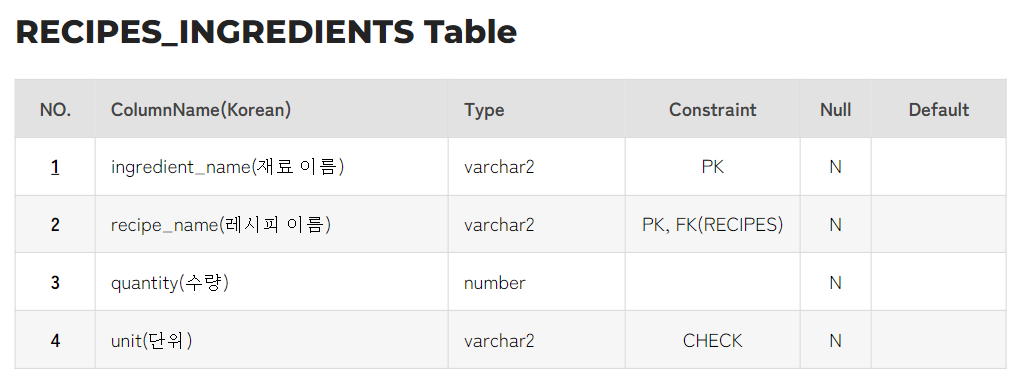 RECIPES_INGREDIENTS Table
NO. ColumnName(Korean) Type Constraint Null Default
1 ingredient_name(재료 이름) varchar2 PK N
2 recipe_name(레시피 이름) varchar2 PK, FK(RECIPES) N
3 quantity(수량) number N
4 unit(단위) varchar2 CHECK N